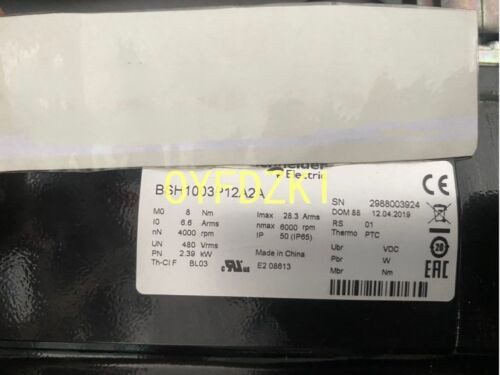 Schneider
Electric
BSH1003P12A2A
OYFDZK1
M0 8 Nm
I0 6.6 Arms
nN 4000 rpm
UN 480 Vrms
PN 2.39 kW
Th-Cl F BL03
Imax 28.3 Arms
nmax 6000 rpm
IP 50 (IP65)
Made in China
E2 08613
SN 2988003924
DOM 88 12.04.2019
RS 01
Thermo PTC
Ubr VDC
Pbr W
Mbr Nm
CE
20
EAC
c UL us